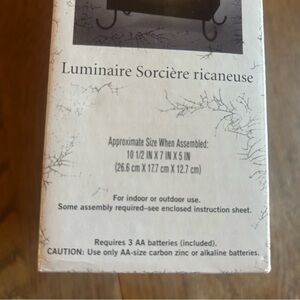 Luminaire Sorcière ricaneuse
Approximate Size When Assembled:
10 1/2 IN X 7 IN X 5 IN
(26.6 cm X 17.7 cm X 12.7 cm)
For indoor or outdoor use.
Some assembly required–see enclosed instruction sheet.
Requires 3 AA batteries (included).
CAUTION: Use only AA-size carbon zinc or alkaline batteries.